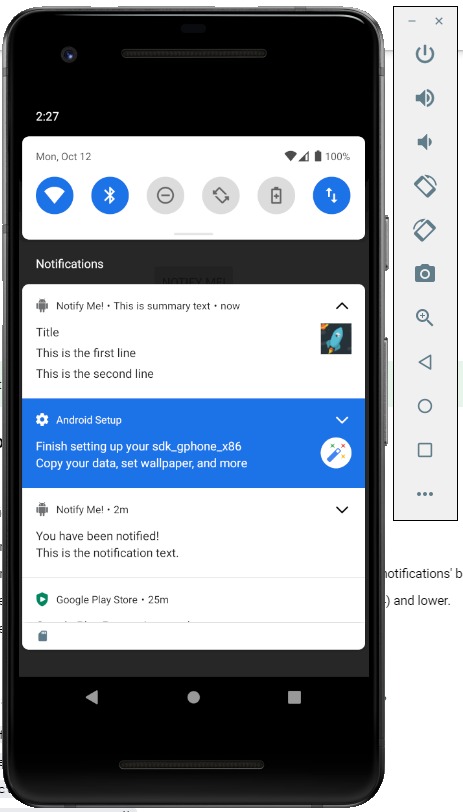 2:27
Mon, Oct 12
100%
Notifications
Notify Me! • This is summary text • now
Title
This is the first line
This is the second line
Android Setup
Finish setting up your sdk_gphone_x86
Copy your data, set wallpaper, and more
Notify Me! • 2m
You have been notified!
This is the notification text.
Google Play Store • 25m
notifications' b
) and lower.